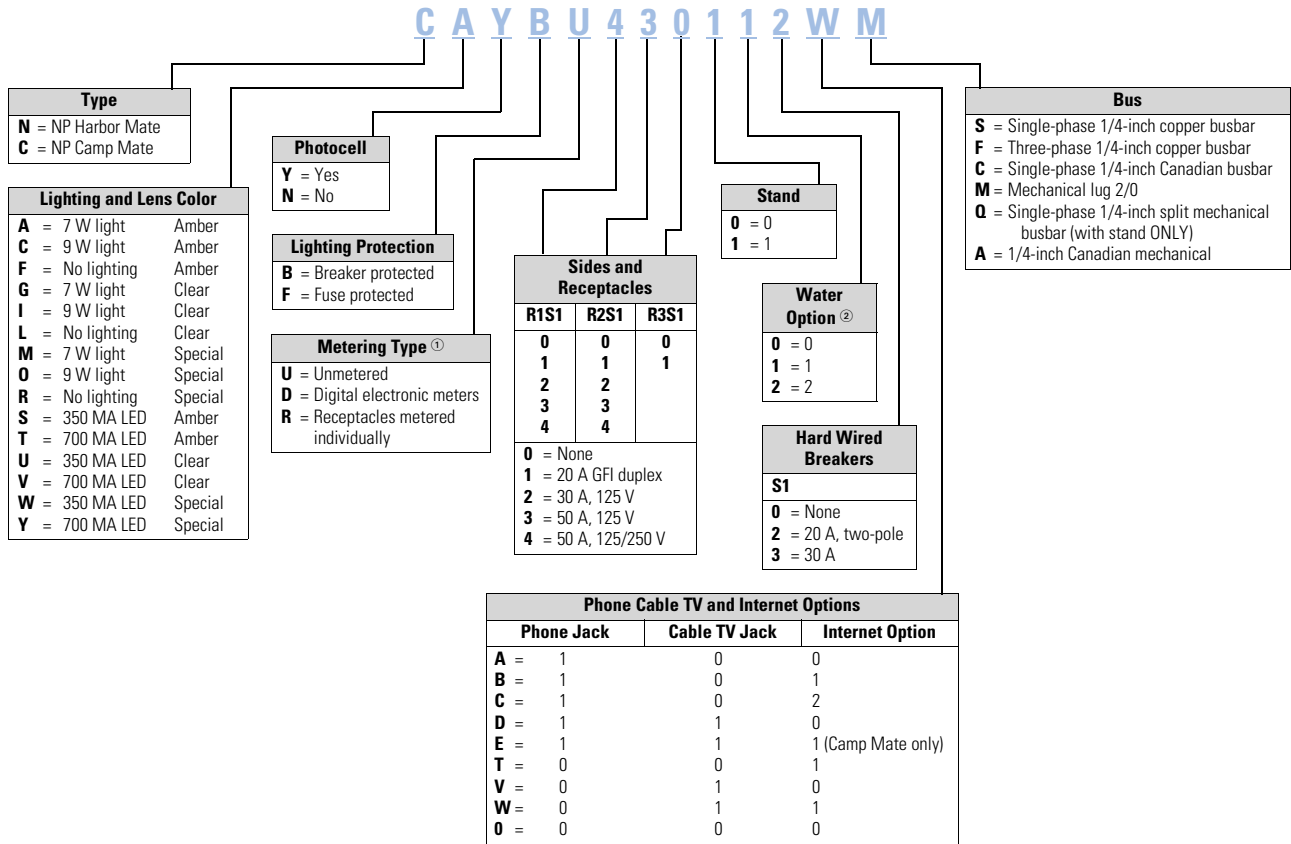 C A Y B U 4 3 0 1 1 2 W M
Type
N = NP Harbor Mate
C = NP Camp Mate
Lighting and Lens Color
A = 7 W light Amber
C = 9 W light Amber
F = No lighting Amber
G = 7 W light Clear
I = 9 W light Clear
L = No lighting Clear
M = 7 W light Special
O = 9 W light Special
R = No lighting Special
S = 350 MA LED Amber
T = 700 MA LED Amber
U = 350 MA LED Clear
V = 700 MA LED Clear
W = 350 MA LED Special
Y = 700 MA LED Special
Photocell
Y = Yes
N = No
Lighting Protection
B = Breaker protected
F = Fuse protected
Metering Type ①
U = Unmetered
D = Digital electronic meters
R = Receptacles metered
individually
Sides and
Receptacles
R1S1 R2S1 R3S1
0 0 0
1 1 1
2 2
3 3
4 4
0 = None
1 = 20 A GFI duplex
2 = 30 A, 125 V
3 = 50 A, 125 V
4 = 50 A, 125/250 V
Stand
0 = 0
1 = 1
Water
Option ②
0 = 0
1 = 1
2 = 2
Hard Wired
Breakers
S1
0 = None
2 = 20 A, two-pole
3 = 30 A
Bus
S = Single-phase 1/4-inch copper busbar
F = Three-phase 1/4-inch copper busbar
C = Single-phase 1/4-inch Canadian busbar
M = Mechanical lug 2/0
Q = Single-phase 1/4-inch split mechanical
busbar (with stand ONLY)
A = 1/4-inch Canadian mechanical
Phone Cable TV and Internet Options
Phone Jack Cable TV Jack Internet Option
A = 1 0 0
B = 1 0 1
C = 1 0 2
D = 1 1 0
E = 1 1 1 (Camp Mate only)
T = 0 0 1
V = 0 1 0
W = 0 1 1
0 = 0 0 0